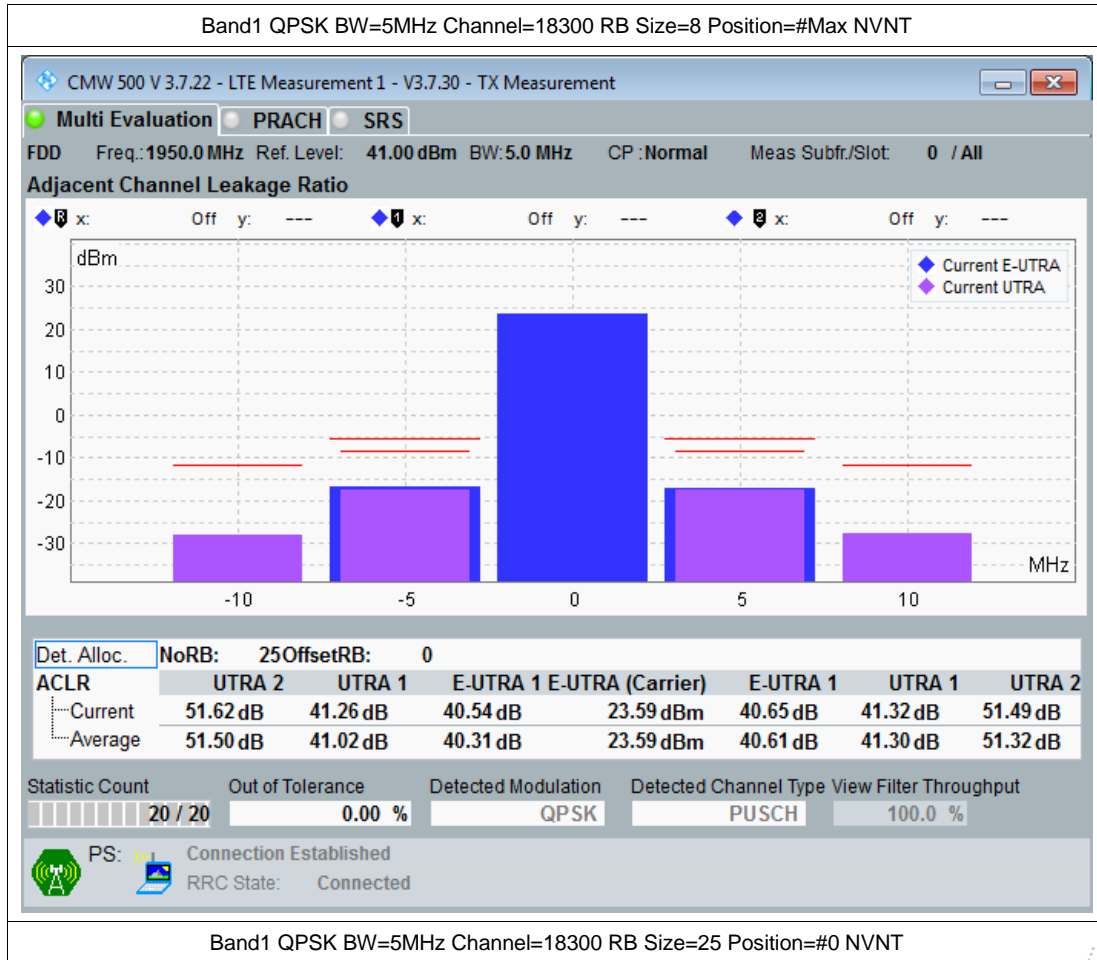 Band1 QPSK BW=5MHz Channel=18300 RB Size=8 Position=#Max NVNT
CMW 500 V 3.7.22 - LTE Measurement 1 - V3.7.30 - TX Measurement
Multi Evaluation PRACH SRS
FDD Freq.:1950.0 MHz Ref. Level: 41.00 dBm BW:5.0 MHz CP :Normal Meas Subfr./Slot: 0 / All
Adjacent Channel Leakage Ratio
R x: Off y: --- 1 x: Off y: --- 2 x: Off y: ---
dBm
Current E-UTRA
Current UTRA
30
20
10
0
-10
-20
-30
MHz
-10 -5 0 5 10
Det. Alloc. NoRB: 25 OffsetRB: 0
ACLR UTRA 2 UTRA 1 E-UTRA 1 E-UTRA (Carrier) E-UTRA 1 UTRA 1 UTRA 2
Current 51.62 dB 41.26 dB 40.54 dB 23.59 dBm 40.65 dB 41.32 dB 51.49 dB
Average 51.50 dB 41.02 dB 40.31 dB 23.59 dBm 40.61 dB 41.30 dB 51.32 dB
Statistic Count Out of Tolerance Detected Modulation Detected Channel Type View Filter Throughput
20 / 20 0.00 % QPSK PUSCH 100.0 %
PS: Connection Established
RRC State: Connected
Band1 QPSK BW=5MHz Channel=18300 RB Size=25 Position=#0 NVNT